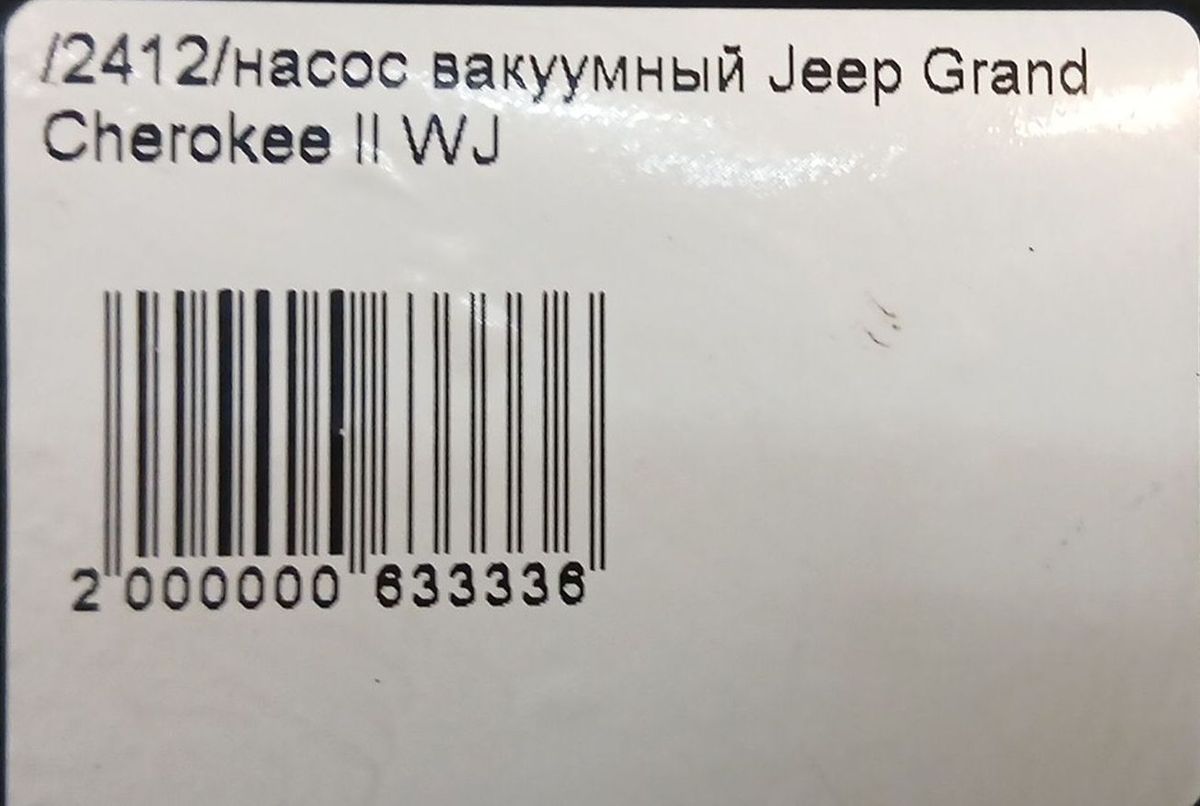 /2412/насос вакуумный Jeep Grand
Cherokee II WJ
2 000000 633336